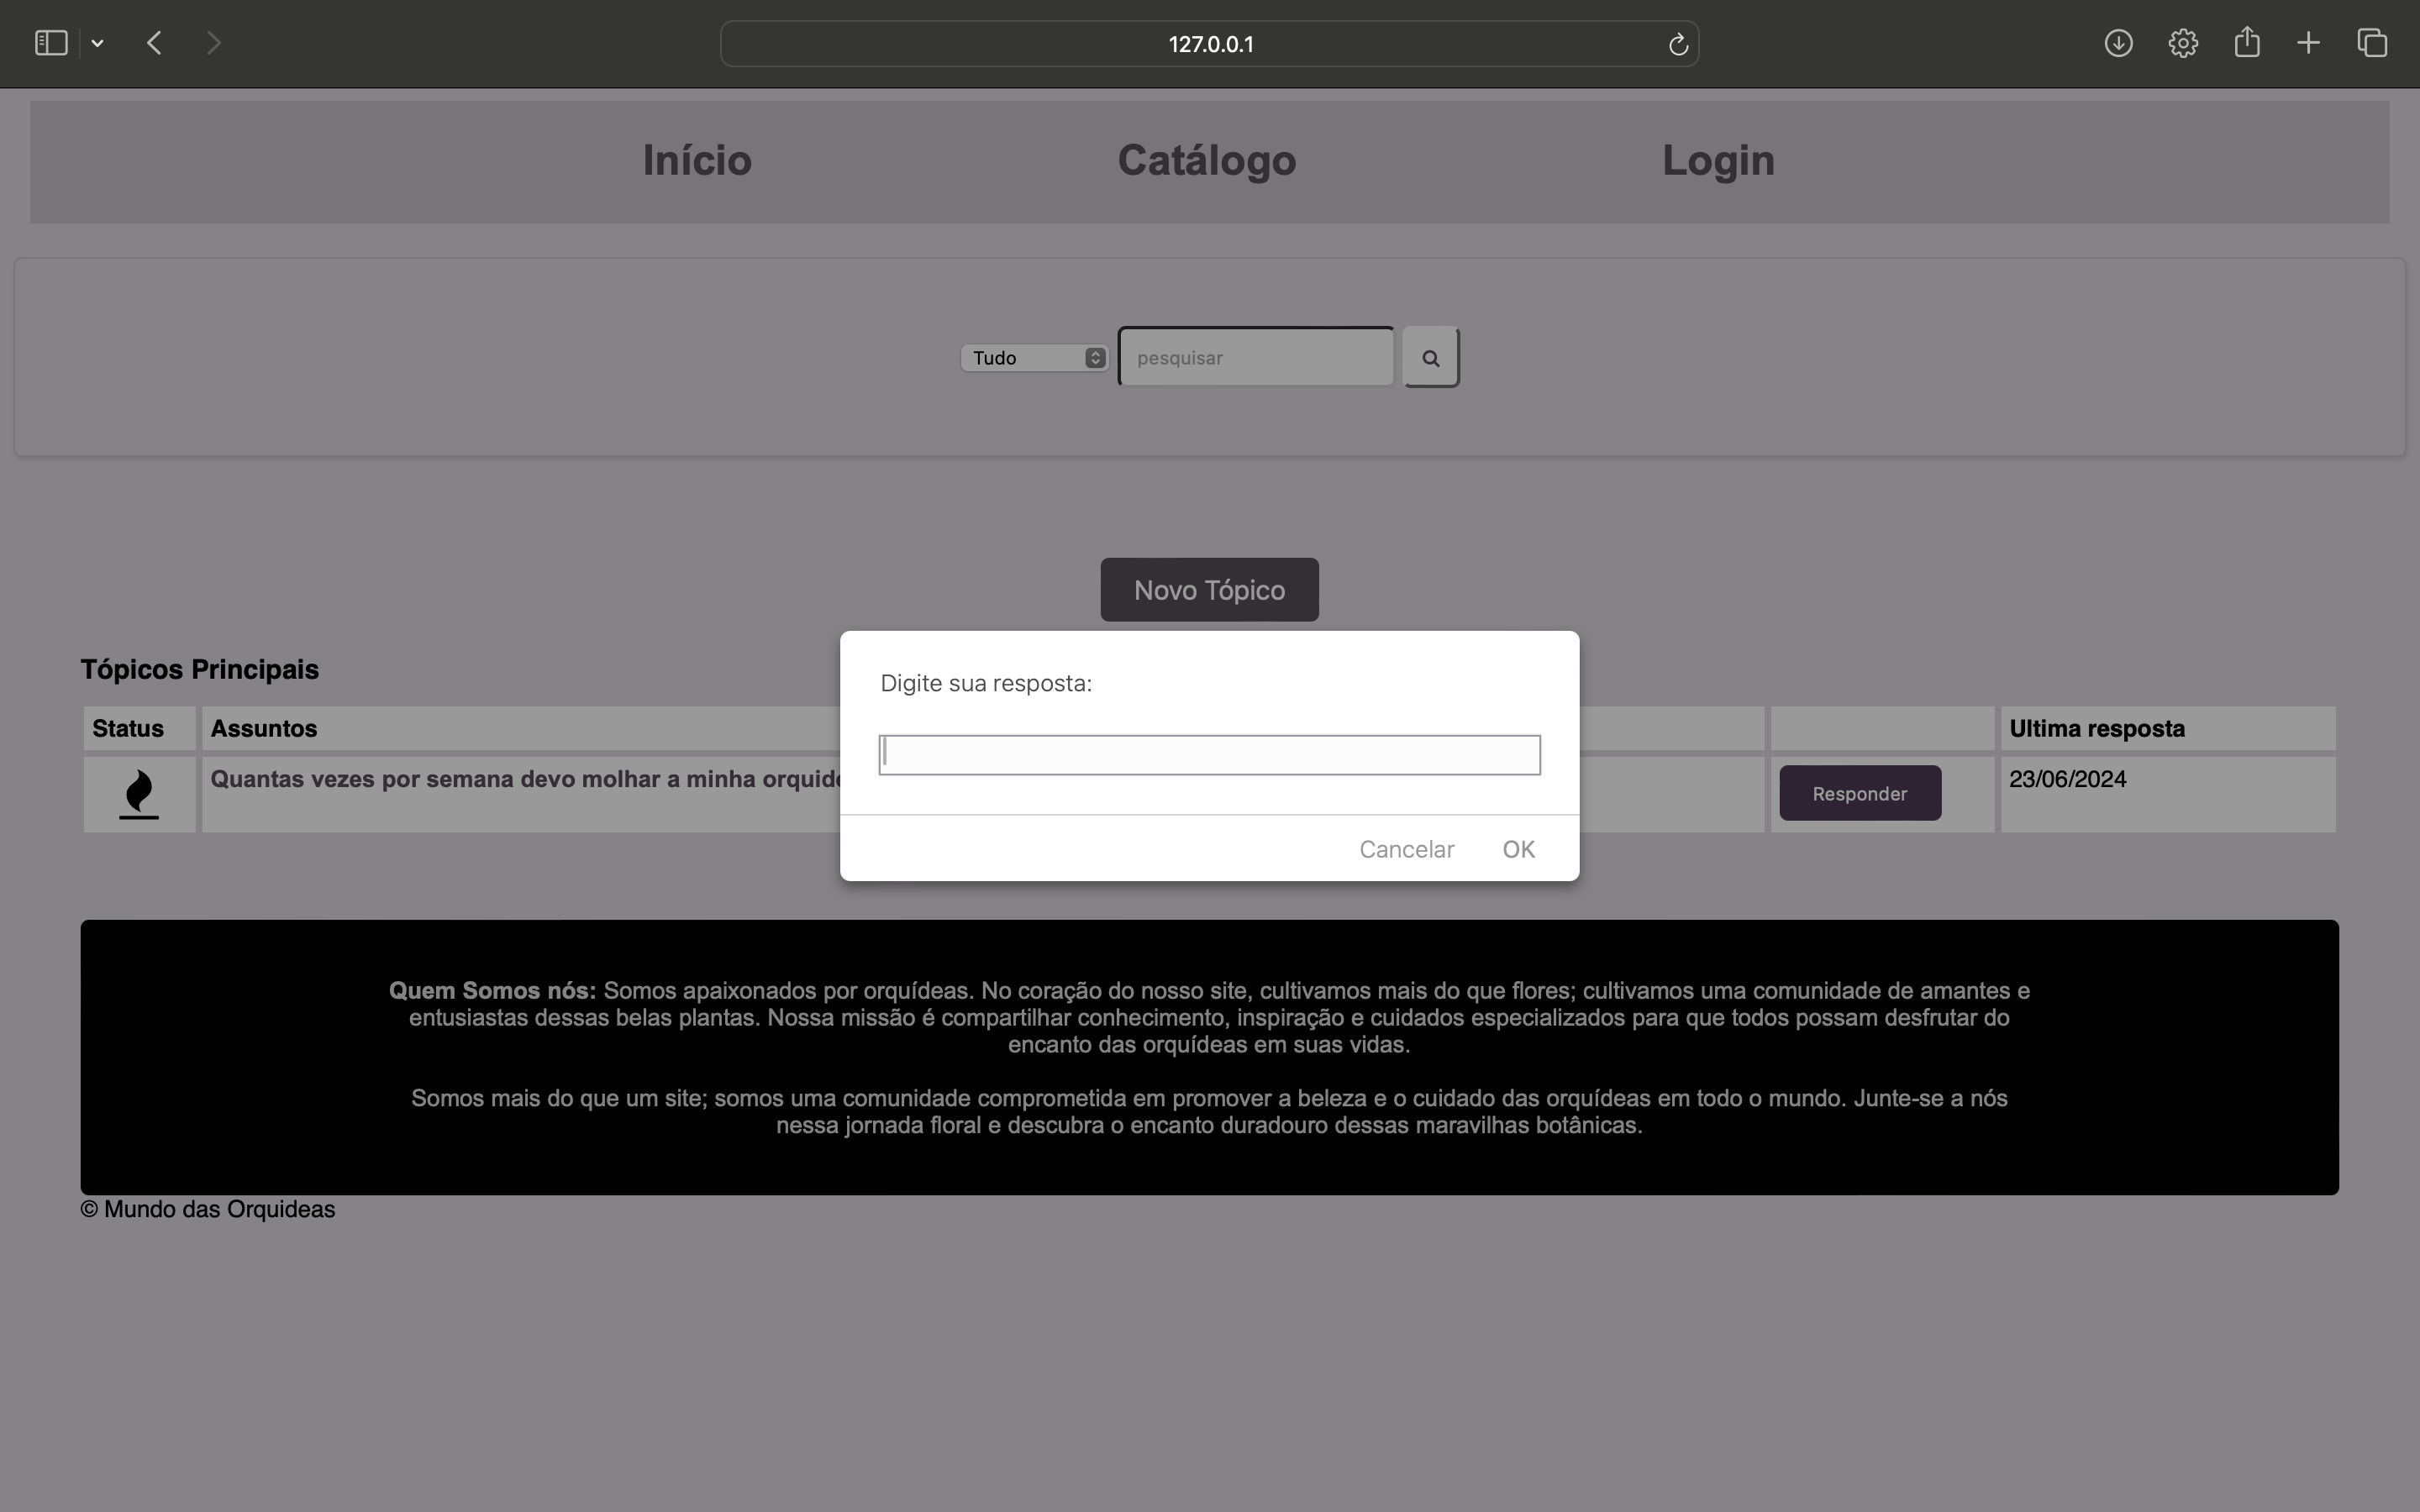 127.0.0.1
Início
Catálogo
Login
Tudo
pesquisar
Novo Tópico
Tópicos Principais
Digite sua resposta:
Status
Assuntos
Ultima resposta
Quantas vezes por semana devo molhar a minha
Responder
23/06/2024
Cancelar
OK
Quem Somos nós: Somos apaixonados por orquídeas. No coração do nosso site, cultivamos mais do que flores; cultivamos uma comunidade de amantes e
entusiastas dessas belas plantas. Nossa missão é compartilhar conhecimento, inspiração e cuidados especializados para que todos possam desfrutar do
encanto das orquídeas em suas vidas.
Somos mais do que um site; somos uma comunidade comprometida em promover a beleza e o cuidado das orquídeas em todo o mundo. Junte-se a nós
nessa jornada floral e descubra o encanto duradouro dessas maravilhas botânicas.
© Mundo das Orquideas